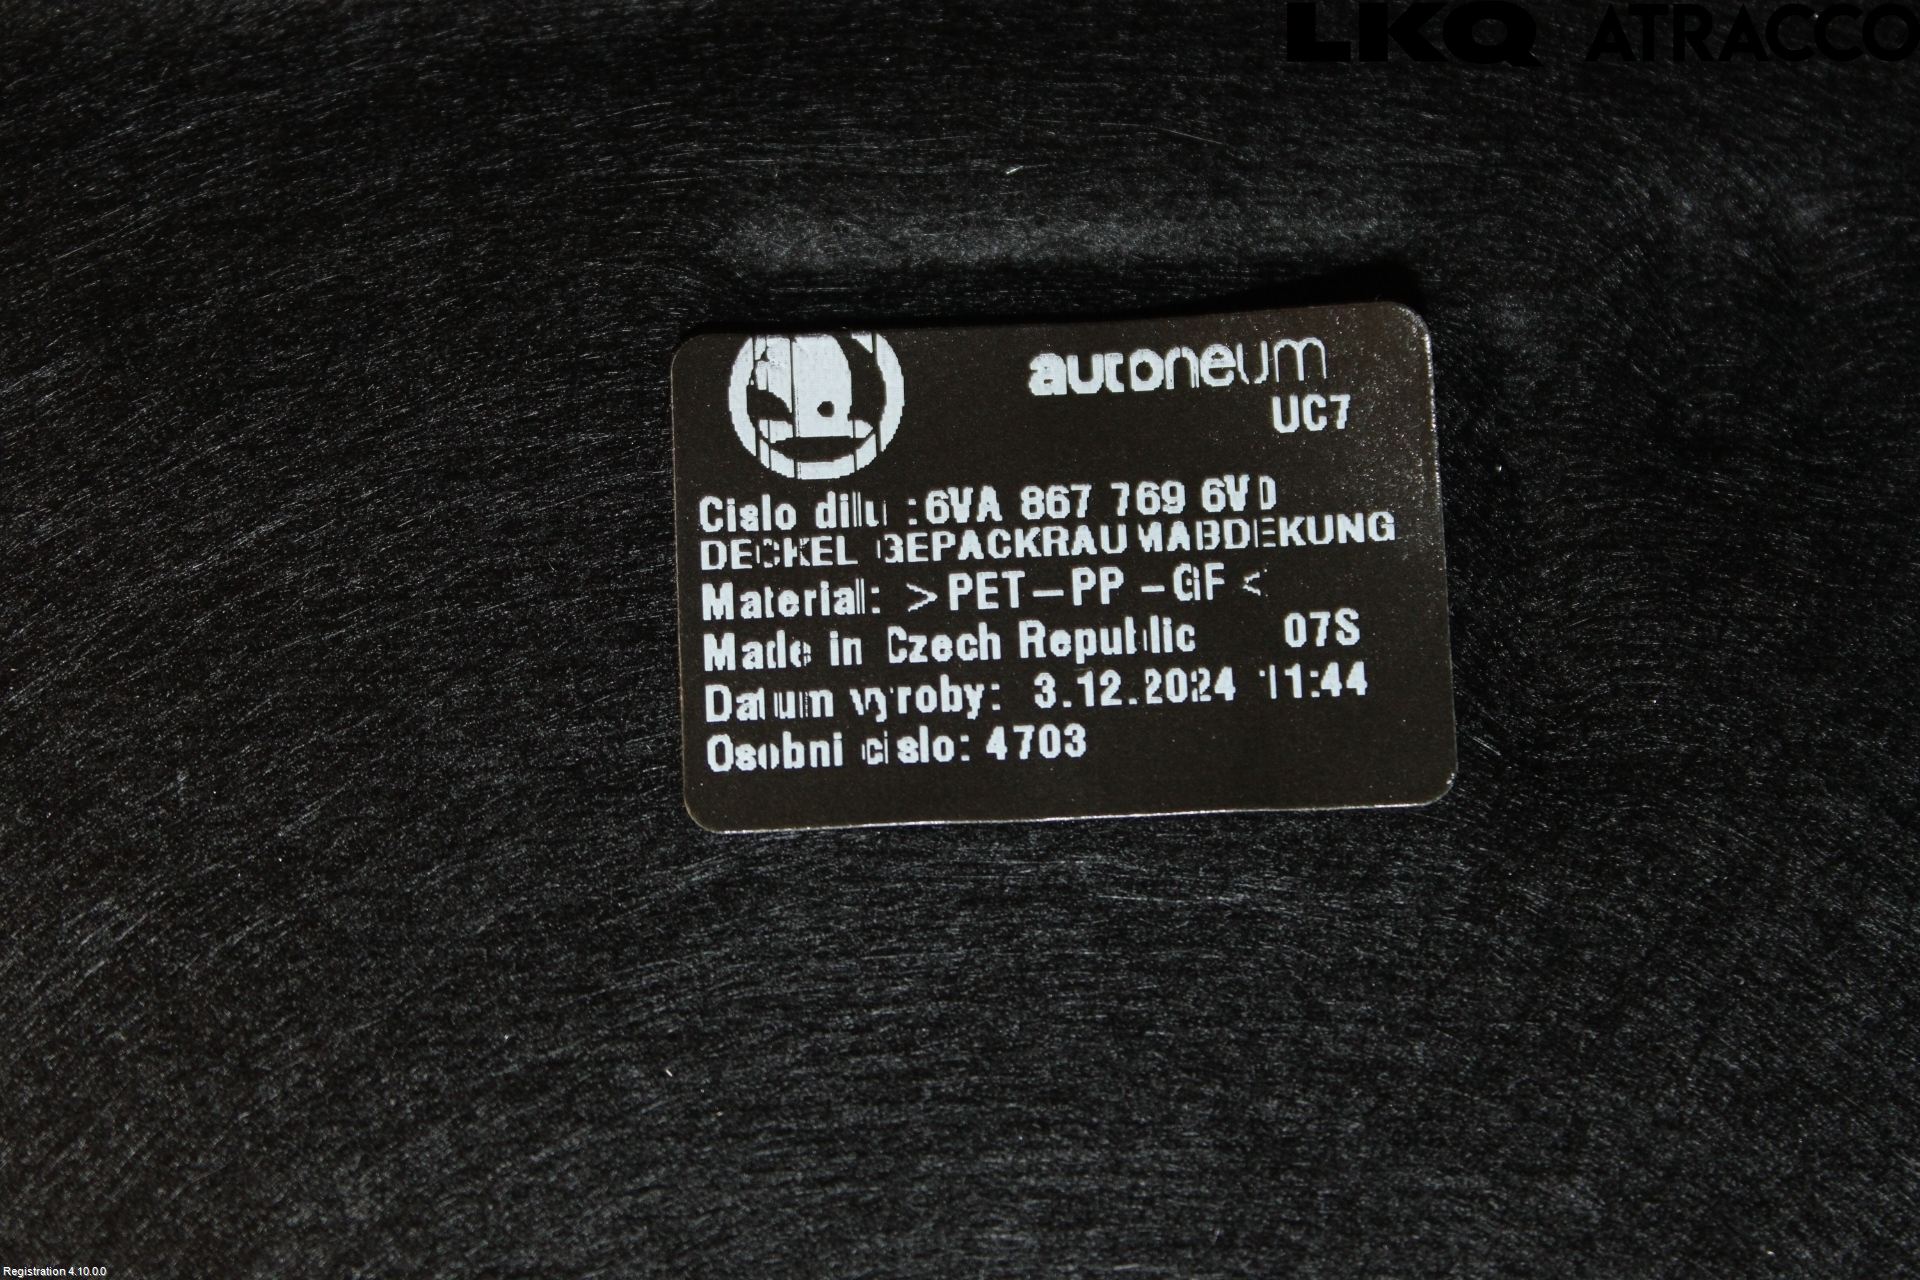 LKQ ATRACCO
autoneum
UC7
Cislo dilu :6VA 867 769 6VD
DECKEL GEPACKRAUMABDEKUNG
Material: >PET-PP-GF<
Made in Czech Republic 07S
Datum vyroby: 3.12.2024 11:44
Osobni cislo: 4703
Registration 4.10.0.0